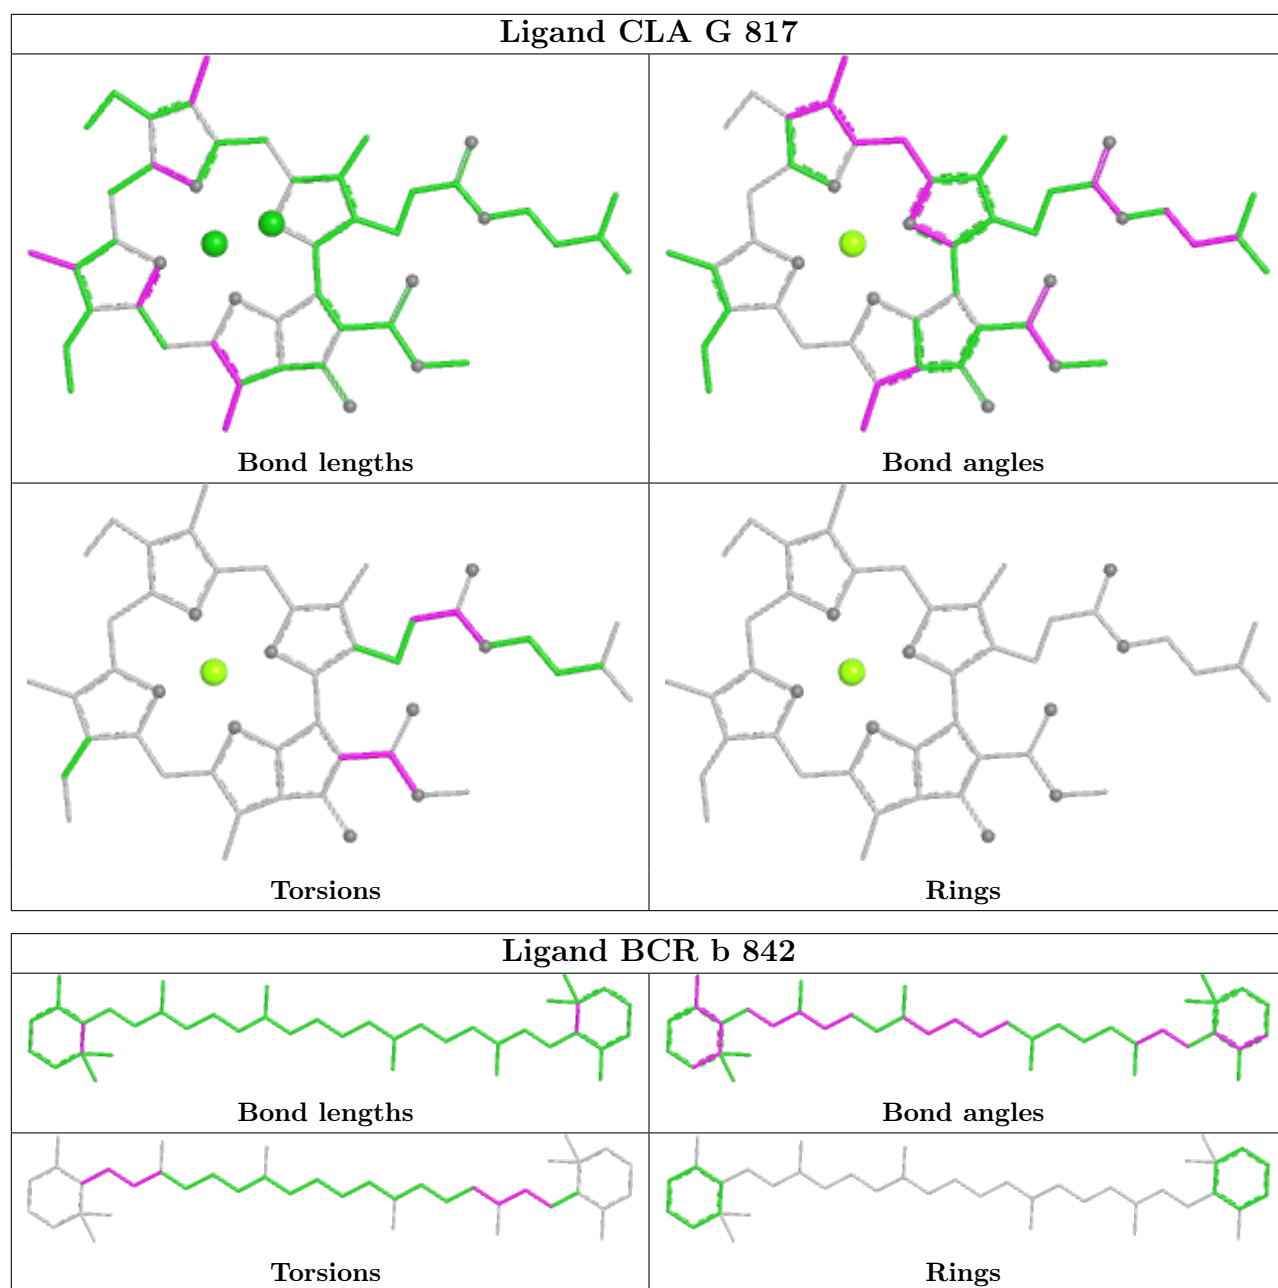 Ligand CLA G 817
Bond lengths
Bond angles
Torsions
Rings
Ligand BCR b 842
Bond lengths
Bond angles
Torsions
Rings